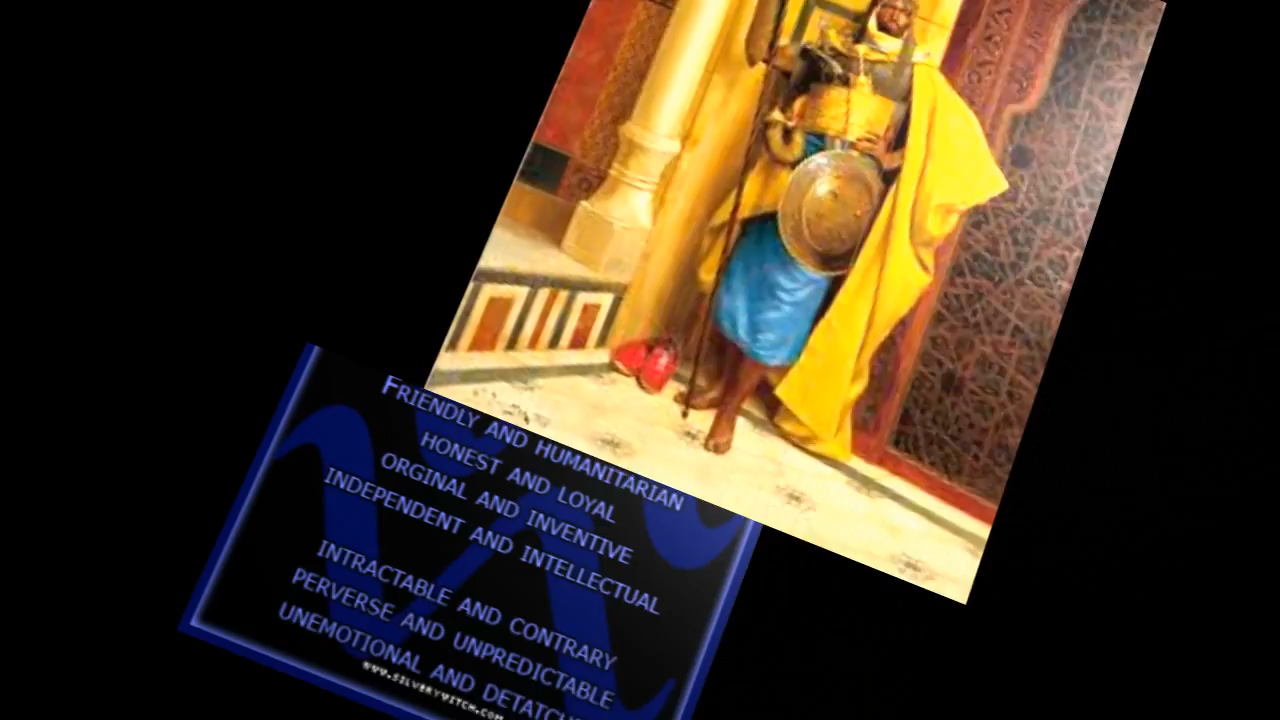 FRIENDLY AND HUMANITARIAN
HONEST AND LOYAL
ORGINAL AND INVENTIVE
INDEPENDENT AND INTELLECTUAL
INTRACTABLE AND CONTRARY
PERVERSE AND UNPREDICTABLE
UNEMOTIONAL AND
WWW.SILVERYWITCH.COM